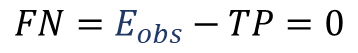 FN = E_obs − TP = 0